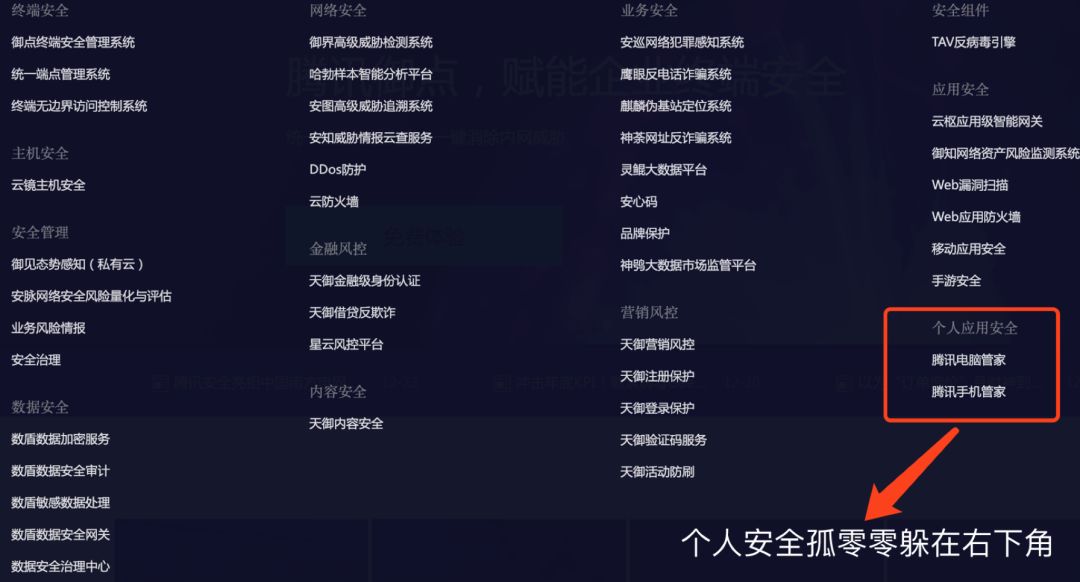 终端安全
御点终端安全管理系统
统一端点管理系统
终端无边界访问控制系统
主机安全
云镜主机安全
安全管理
御见态势感知（私有云）
安脉网络安全风险量化与评估
业务风险情报
安全治理
数据安全
数盾数据加密服务
数盾数据安全审计
数盾敏感数据处理
数盾数据安全网关
数据安全治理中心
网络安全
御界高级威胁检测系统
哈勃样本智能分析平台
安图高级威胁追溯系统
安知威胁情报云查服务
DDos防护
云防火墙
金融风控
天御金融级身份认证
天御借贷反欺诈
星云风控平台
内容安全
天御内容安全
业务安全
安巡网络犯罪感知系统
鹰眼反电话诈骗系统
麒麟伪基站定位系统
神荼网址反诈骗系统
灵鲲大数据平台
安心码
品牌保护
神鸮大数据市场监管平台
营销风控
天御营销风控
天御注册保护
天御登录保护
天御验证码服务
天御活动防刷
安全组件
TAV反病毒引擎
应用安全
云枢应用级智能网关
御知网络资产风险监测系统
Web漏洞扫描
Web应用防火墙
移动应用安全
手游安全
个人应用安全
腾讯电脑管家
腾讯手机管家
个人安全孤零零躲在右下角
腾讯御点，赋能企业终端安全
免费体验